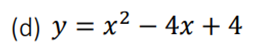 (d) y = x² − 4x + 4